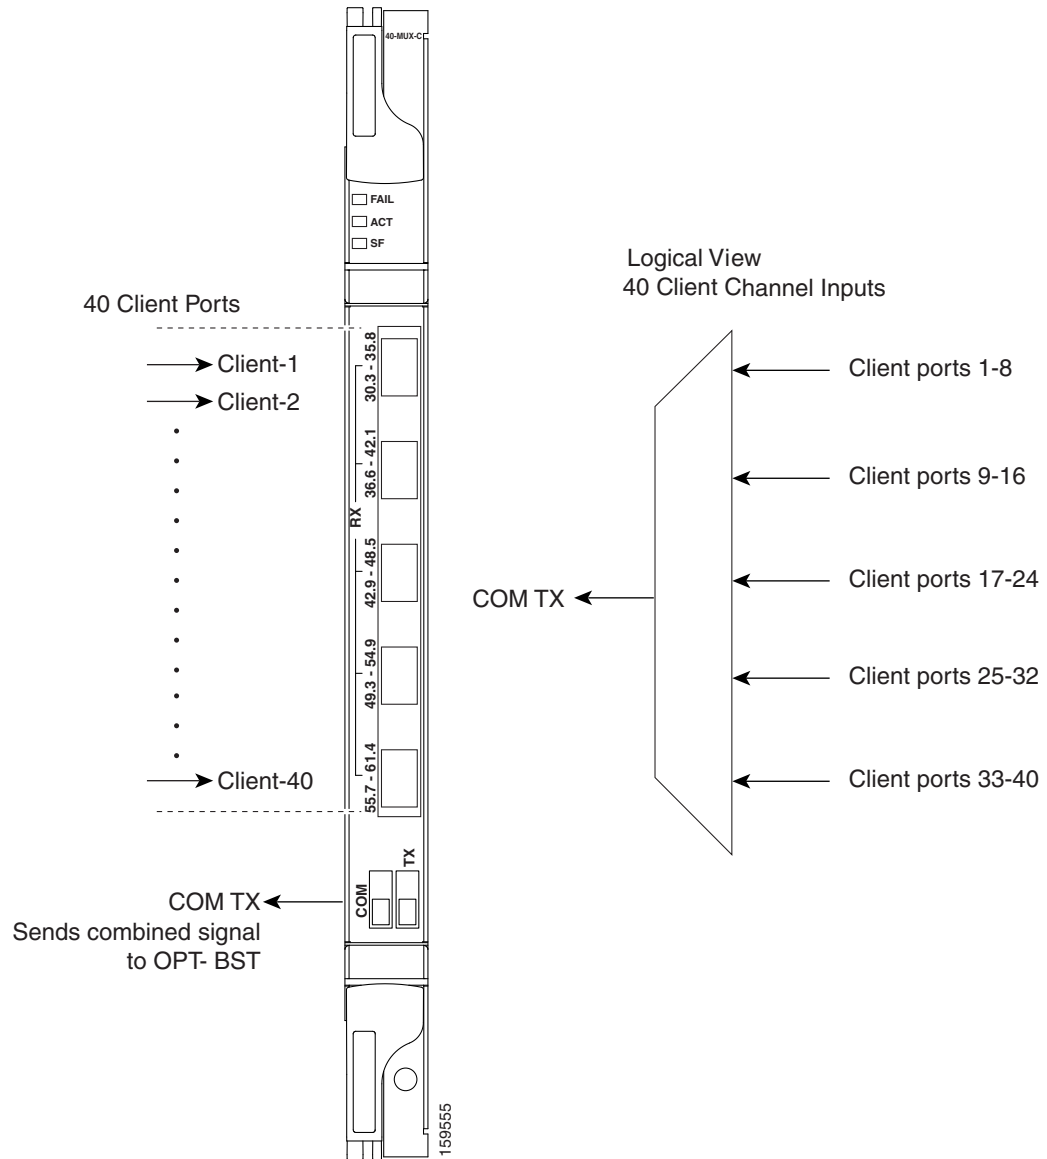 40-MUX-C
FAIL
ACT
SF
40 Client Ports
Client-1
Client-2
Client-40
30.3 - 35.8
36.6 - 42.1
RX
42.9 - 48.5
49.3 - 54.9
55.7 - 61.4
COM
TX
COM TX
Sends combined signal
to OPT- BST
Logical View
40 Client Channel Inputs
Client ports 1-8
Client ports 9-16
Client ports 17-24
COM TX
Client ports 25-32
Client ports 33-40
159555